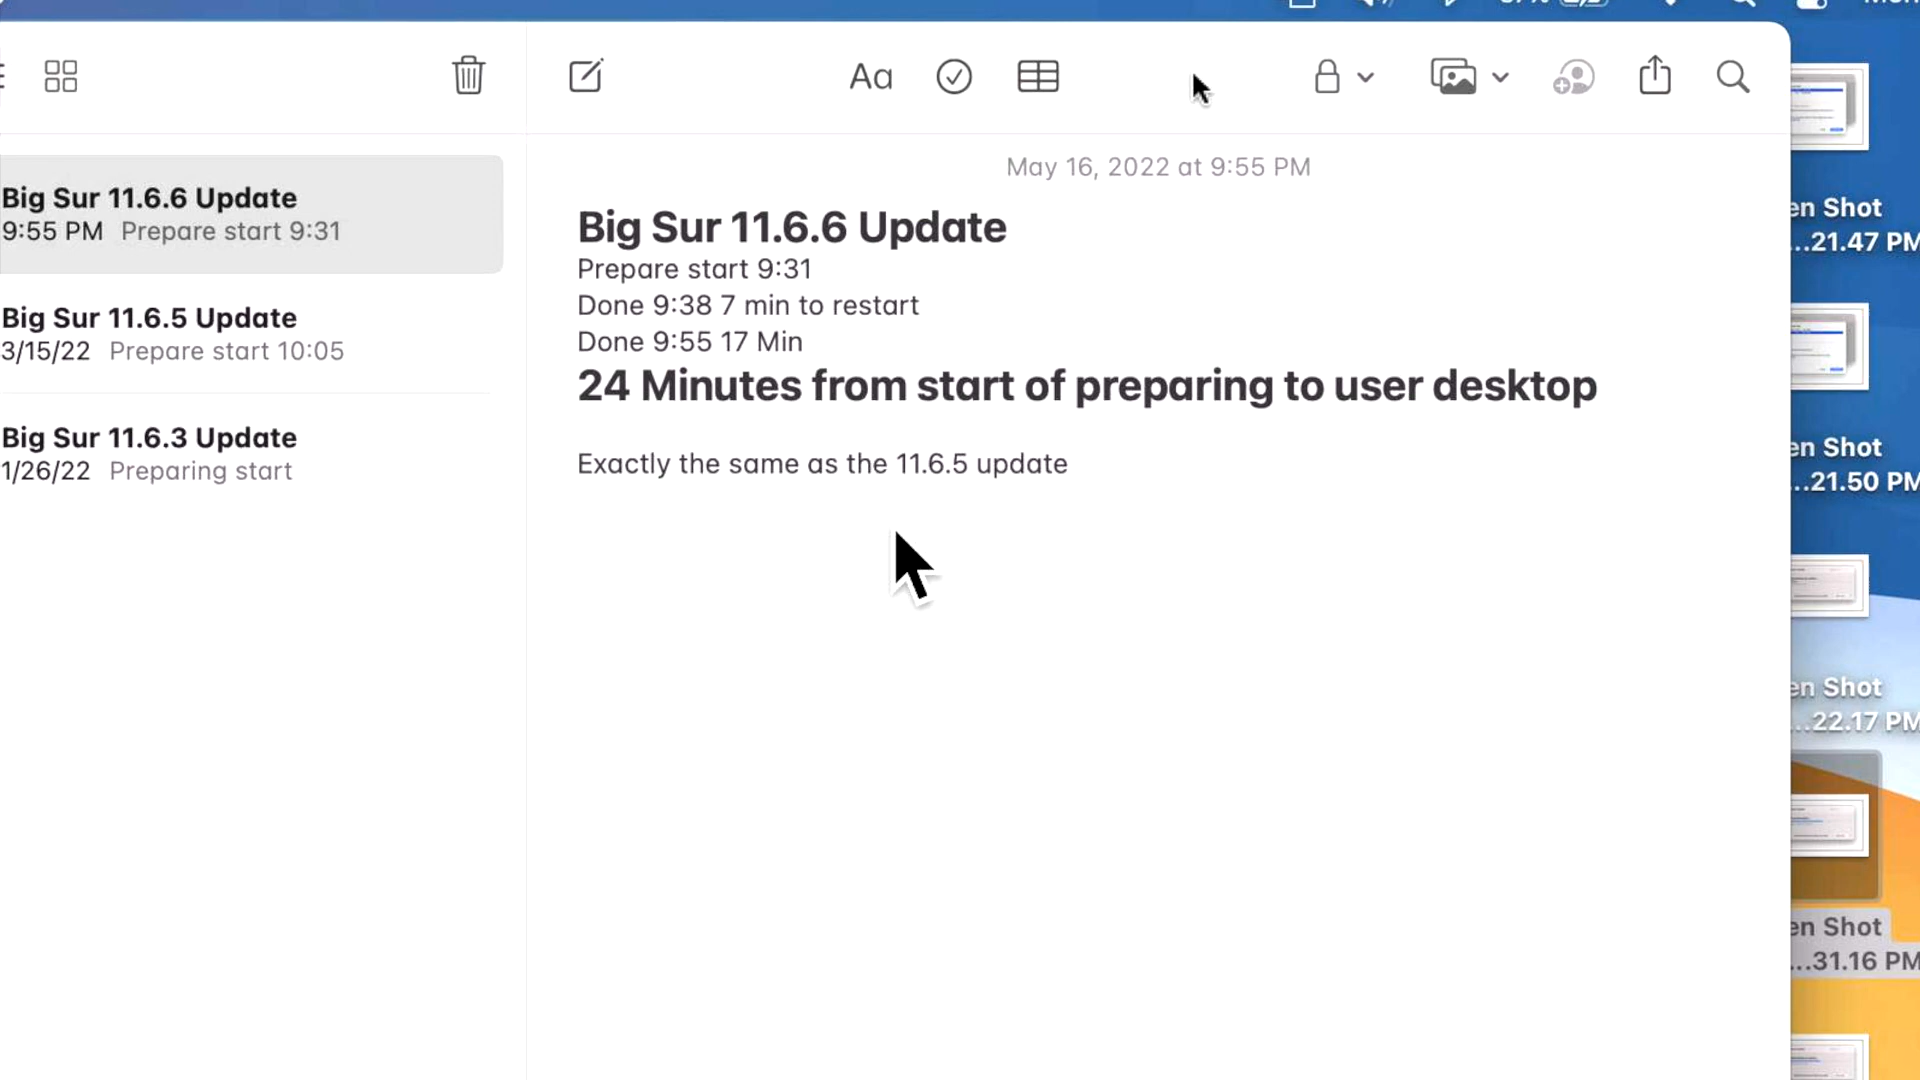 Aa
Big Sur 11.6.6 Update
9:55 PM Prepare start 9:31
Big Sur 11.6.5 Update
3/15/22 Prepare start 10:05
Big Sur 11.6.3 Update
1/26/22 Preparing start
May 16, 2022 at 9:55 PM
Big Sur 11.6.6 Update
Prepare start 9:31
Done 9:38 7 min to restart
Done 9:55 17 Min
24 Minutes from start of preparing to user desktop
Exactly the same as the 11.6.5 update
en Shot
...21.47 PM
en Shot
...21.50 PM
en Shot
...22.17 PM
en Shot
...31.16 PM